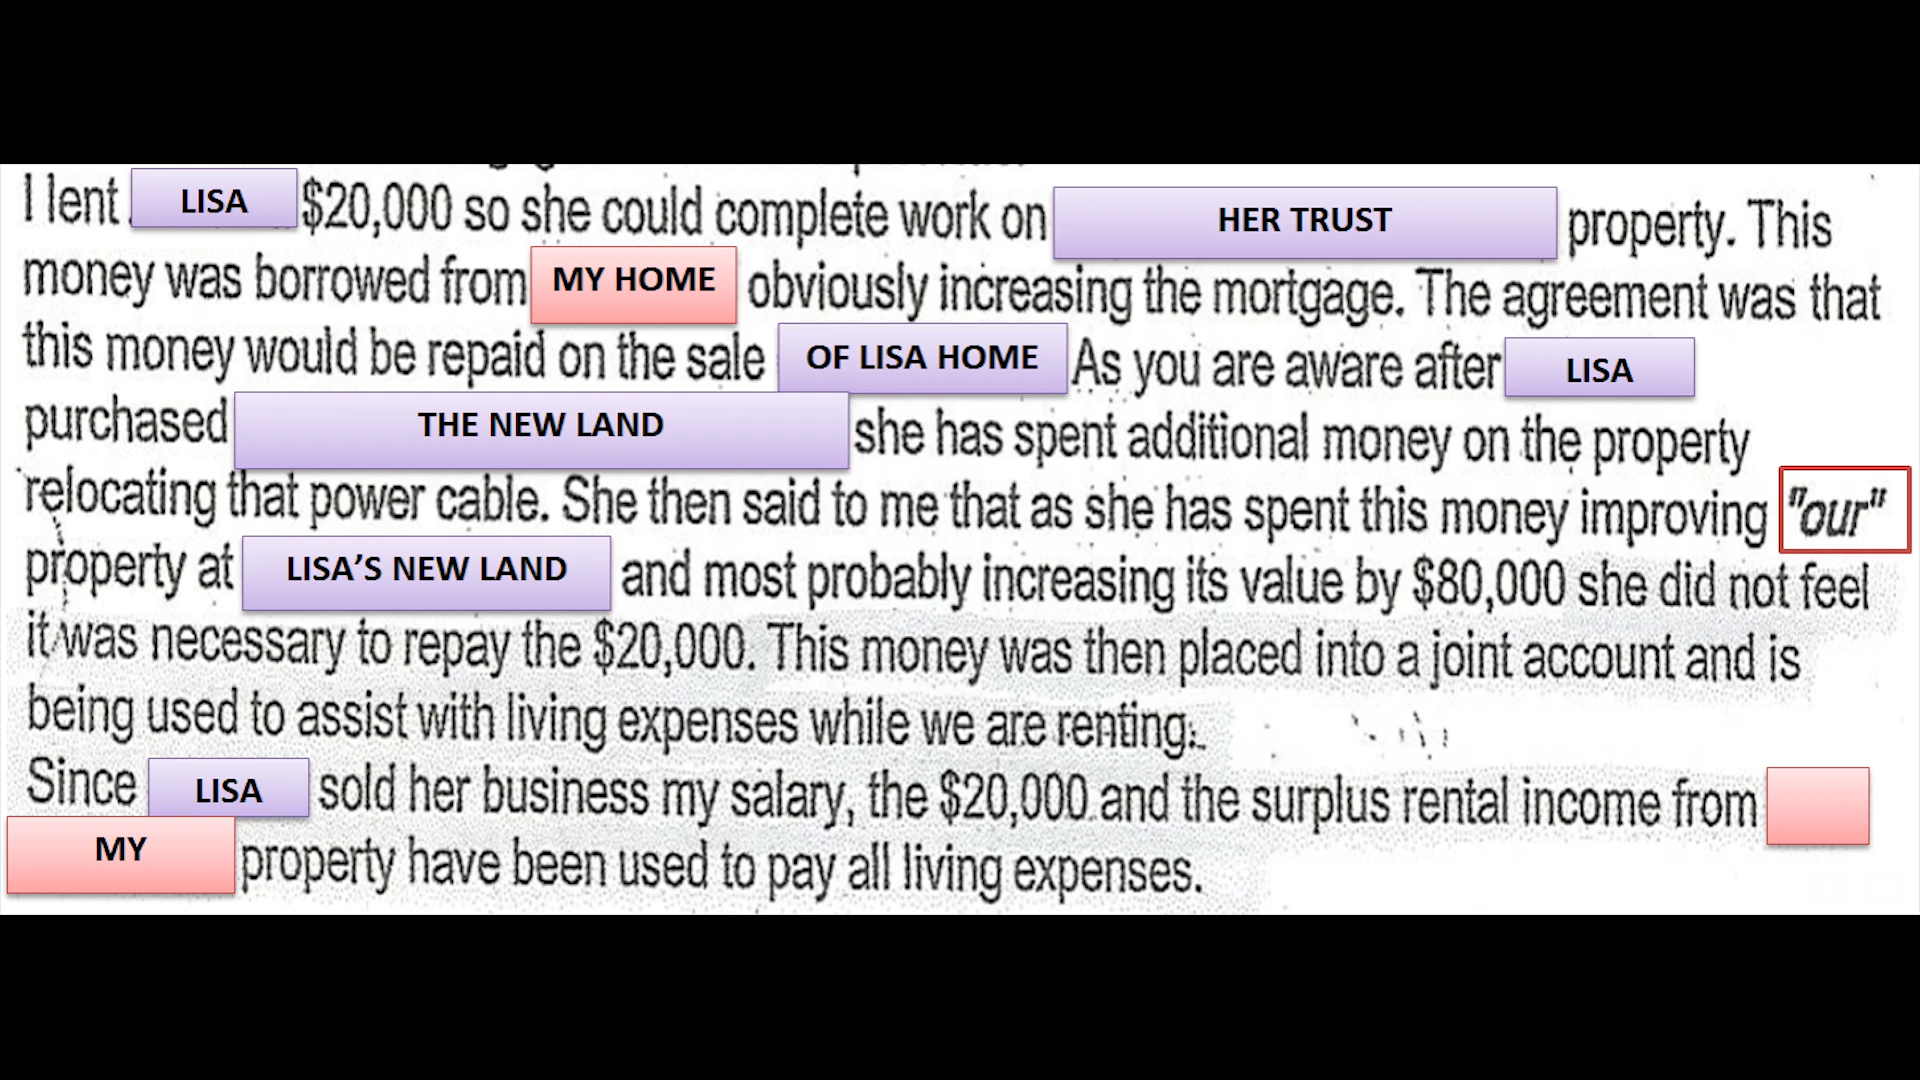 I lent LISA $20,000 so she could complete work on HER TRUST property. This
money was borrowed from MY HOME obviously increasing the mortgage. The agreement was that
this money would be repaid on the sale OF LISA HOME As you are aware after LISA
purchased THE NEW LAND she has spent additional money on the property
relocating that power cable. She then said to me that as she has spent this money improving "our"
property at LISA'S NEW LAND and most probably increasing its value by $80,000 she did not feel
it was necessary to repay the $20,000. This money was then placed into a joint account and is
being used to assist with living expenses while we are renting.
Since LISA sold her business my salary, the $20,000 and the surplus rental income from
MY property have been used to pay all living expenses.